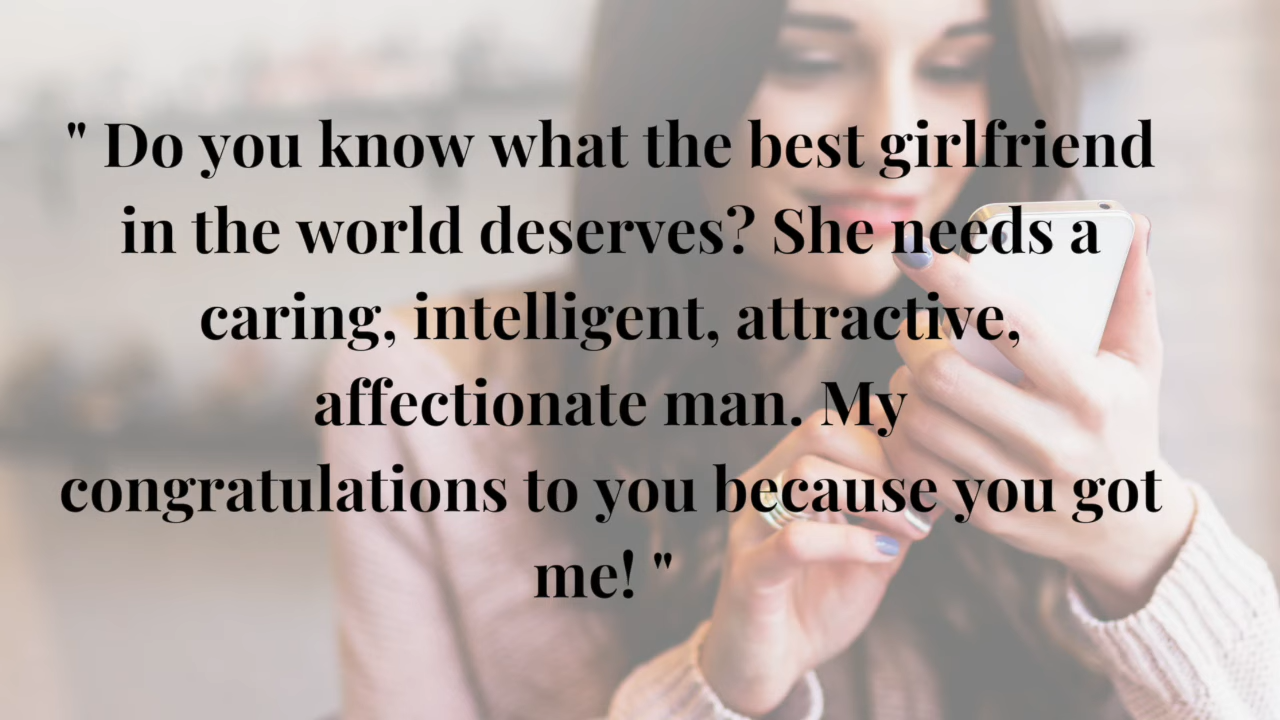 " Do you know what the best girlfriend
in the world deserves? She needs a
caring, intelligent, attractive,
affectionate man. My
congratulations to you because you got
me! "